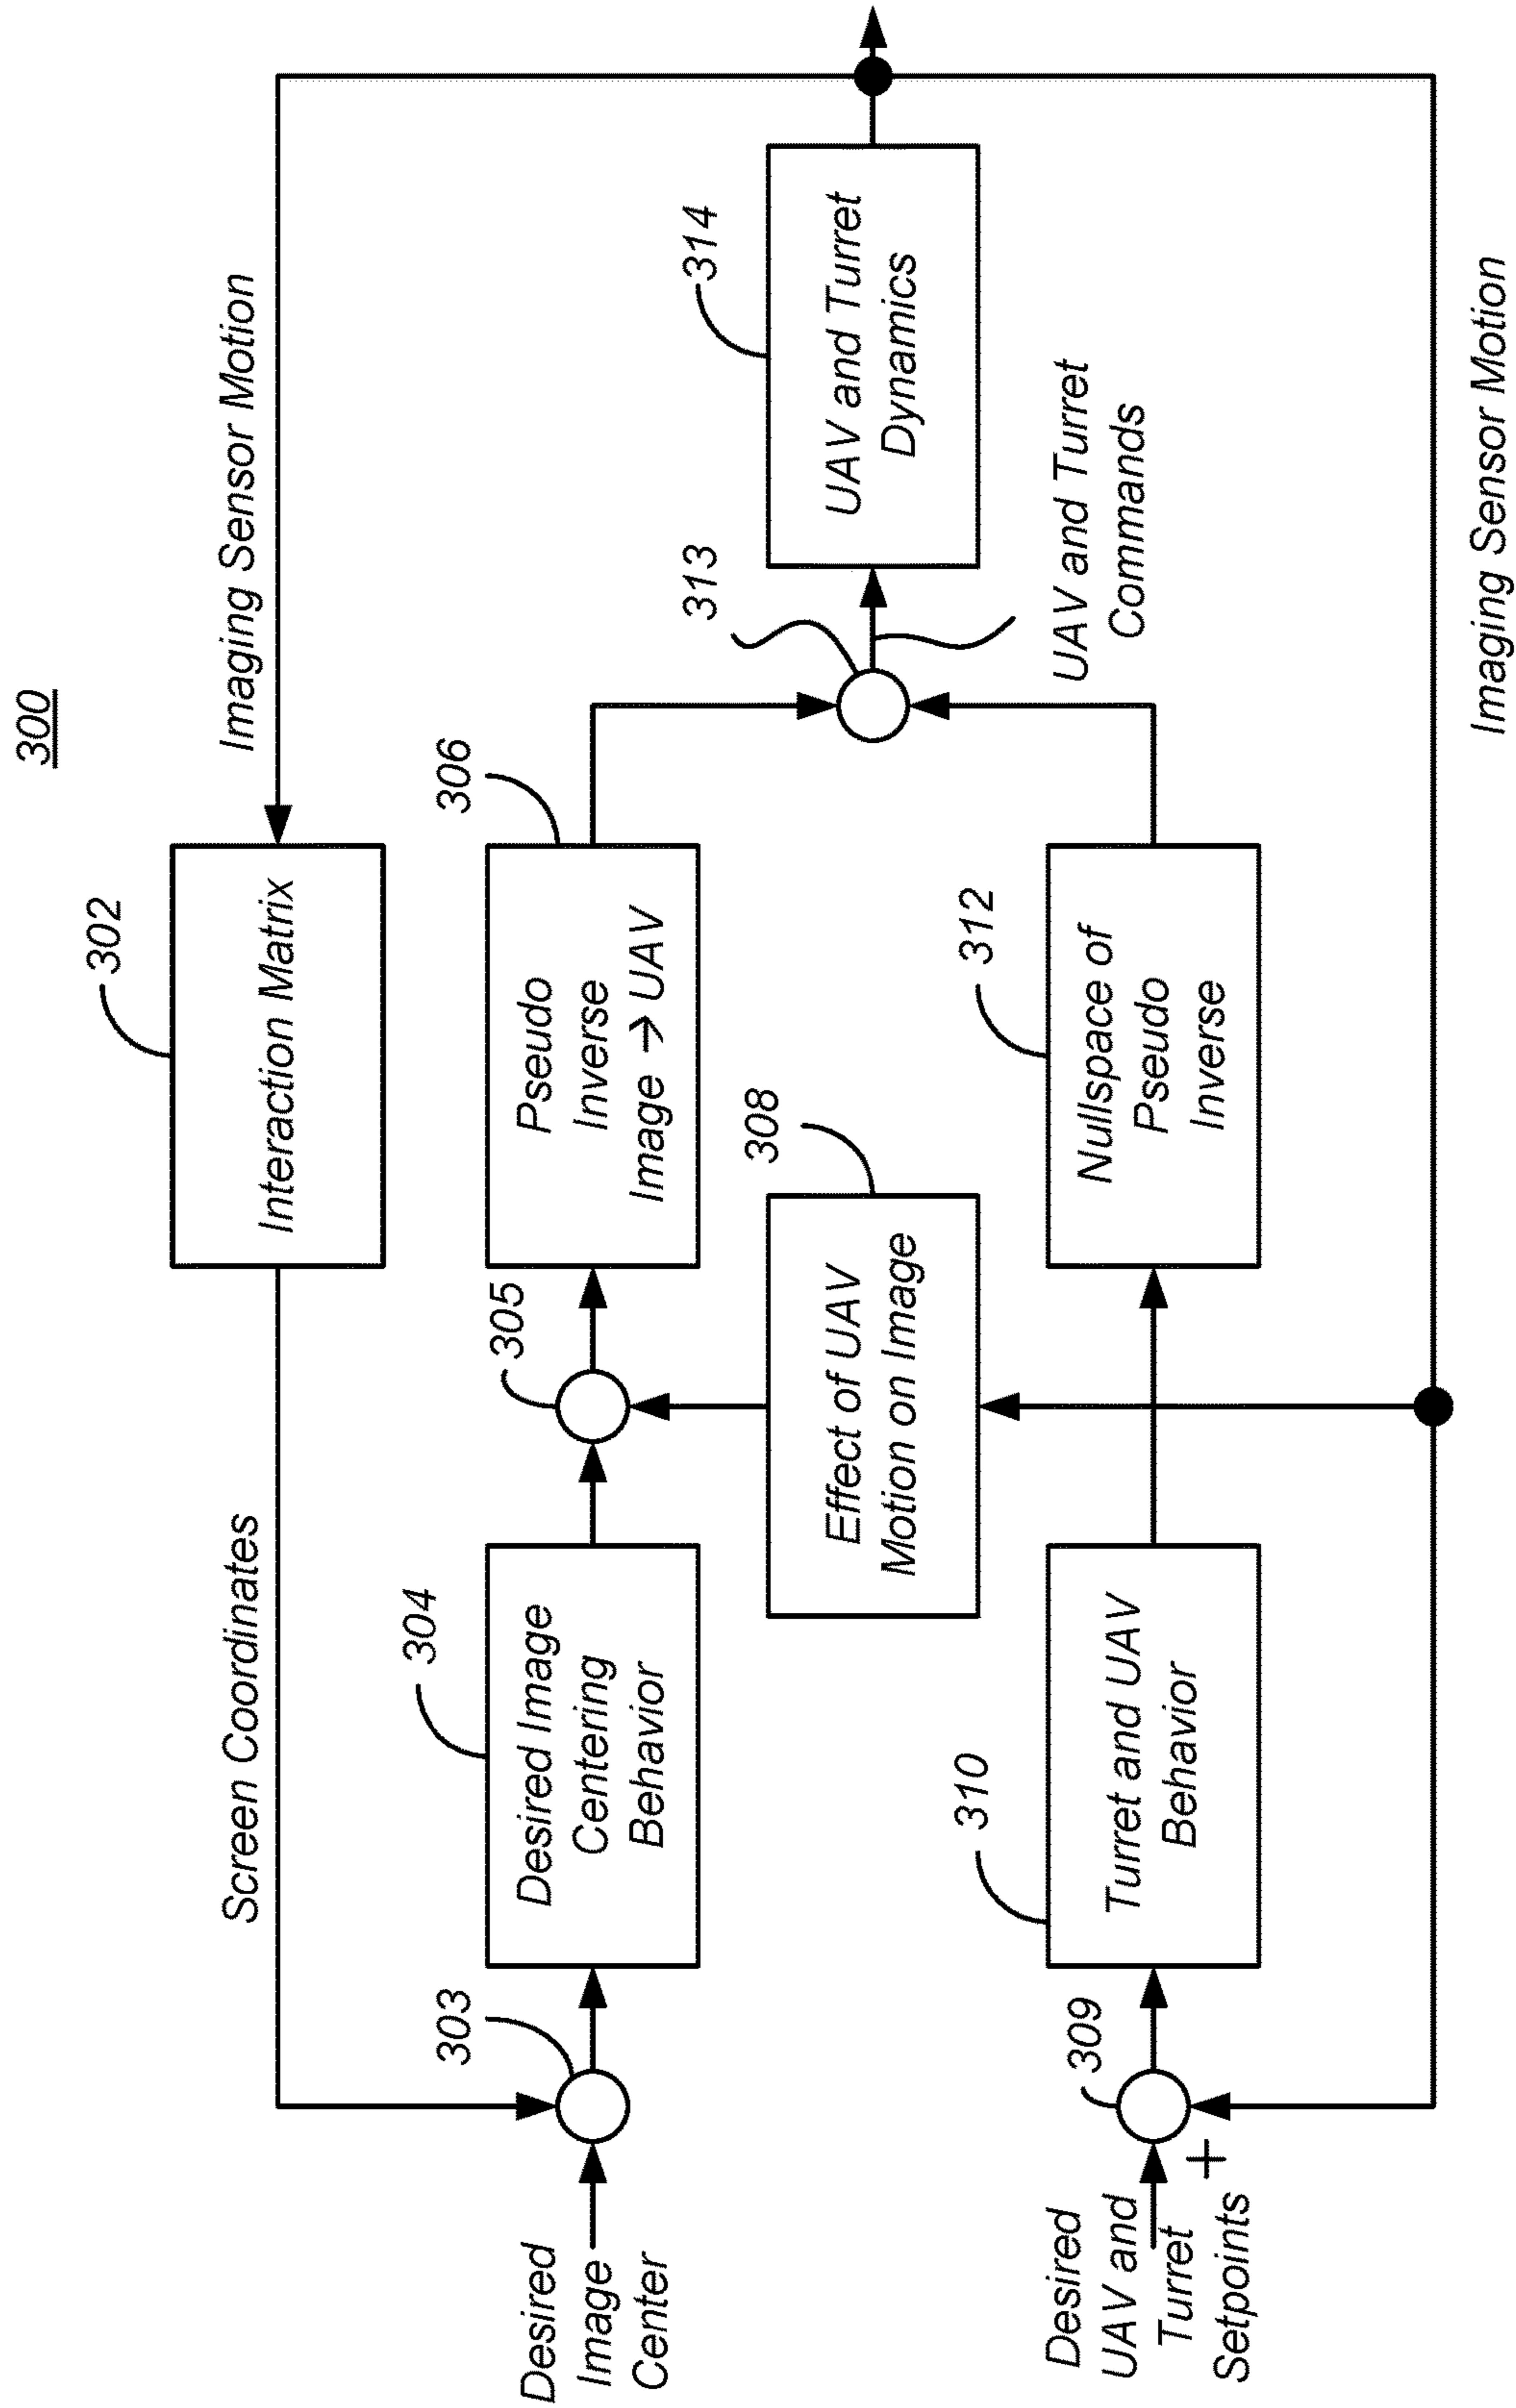 300
Imaging Sensor Motion
Screen Coordinates
302
Interaction Matrix
303
304
Desired Image
Centering
Behavior
305
306
Pseudo
Inverse
Image → UAV
Desired
Image
Center
308
Effect of UAV
Motion on Image
313
314
UAV and Turret
Dynamics
UAV and Turret
Commands
309
310
Turret and UAV
Behavior
312
Nullspace of
Pseudo
Inverse
Desired
UAV and
Turret
Setpoints
+
Imaging Sensor Motion